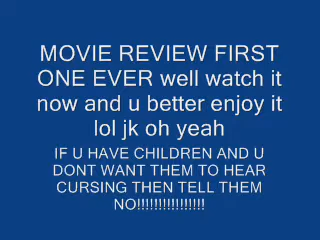 MOVIE REVIEW FIRST
ONE EVER well watch it
now and u better enjoy it
lol jk oh yeah
IF U HAVE CHILDREN AND U
DONT WANT THEM TO HEAR
CURSING THEN TELL THEM
NO!!!!!!!!!!!!!!!!